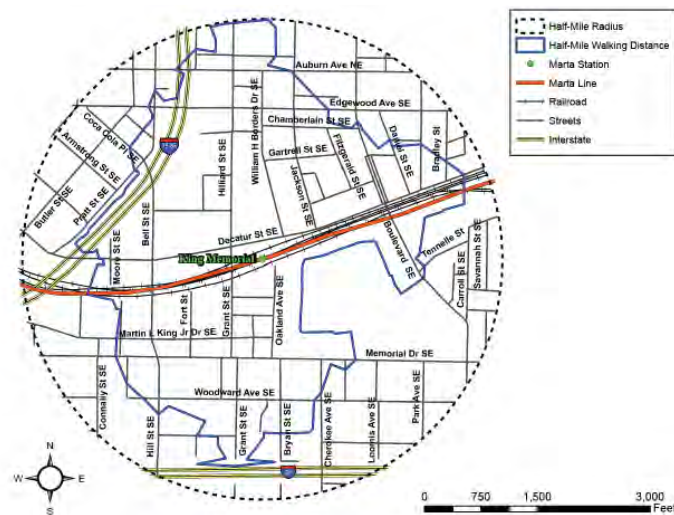 Half-Mile Radius
Half-Mile Walking Distance
Marta Station
Marta Line
Railroad
Streets
Interstate
Auburn Ave NE
Edgewood Ave SE
Chamberlain St SE
Coca Cola Pl SE
Armstrong St SE
Butler St SE
Pratt St SE
William H Borders Dr SE
Hilliard St SE
Gartrell St SE
Fitzgerald St SE
Daniel St SE
Bradley St
Jackson St SE
Bell St SE
Decatur St SE
Moore St SE
King Memorial
Boulevard SE
Tennelle St
Carroll St SE
Savannah St SE
Fort St
Grant St SE
Oakland Ave SE
Martin L King Jr Dr SE
Memorial Dr SE
Connally St SE
Woodward Ave SE
Hill St SE
Grant St SE
Bryan St SE
Cherokee Ave SE
Loomis Ave SE
Park Ave SE
N
W
E
S
0
750
1,500
3,000
Feet